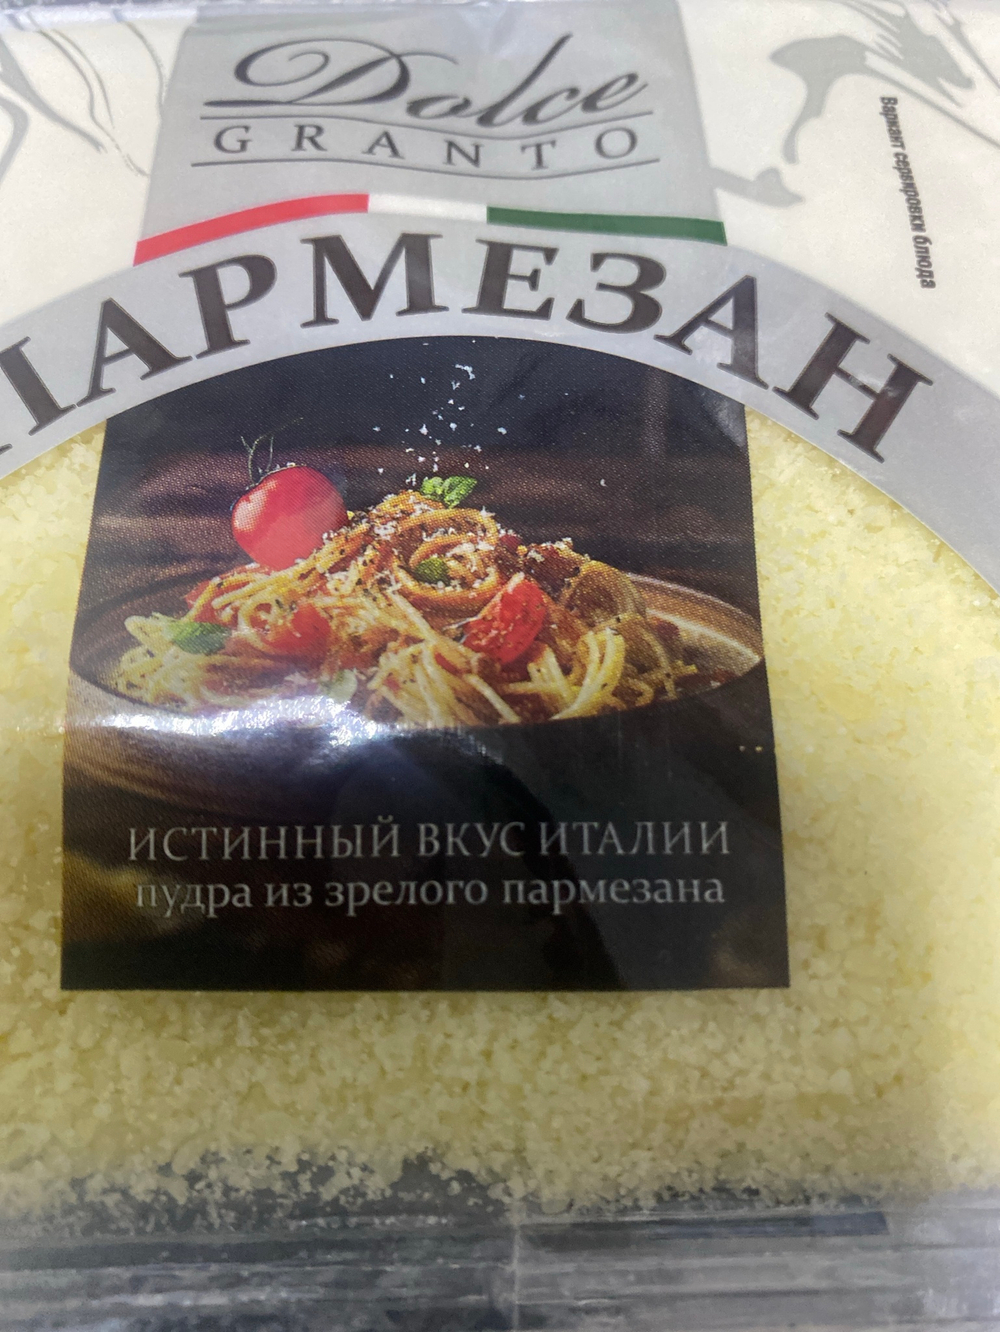 Dolce
GRANTO
ПАРМЕЗАН
Вариант сервировки блюда
ИСТИННЫЙ ВКУС ИТАЛИИ
пудра из зрелого пармезана